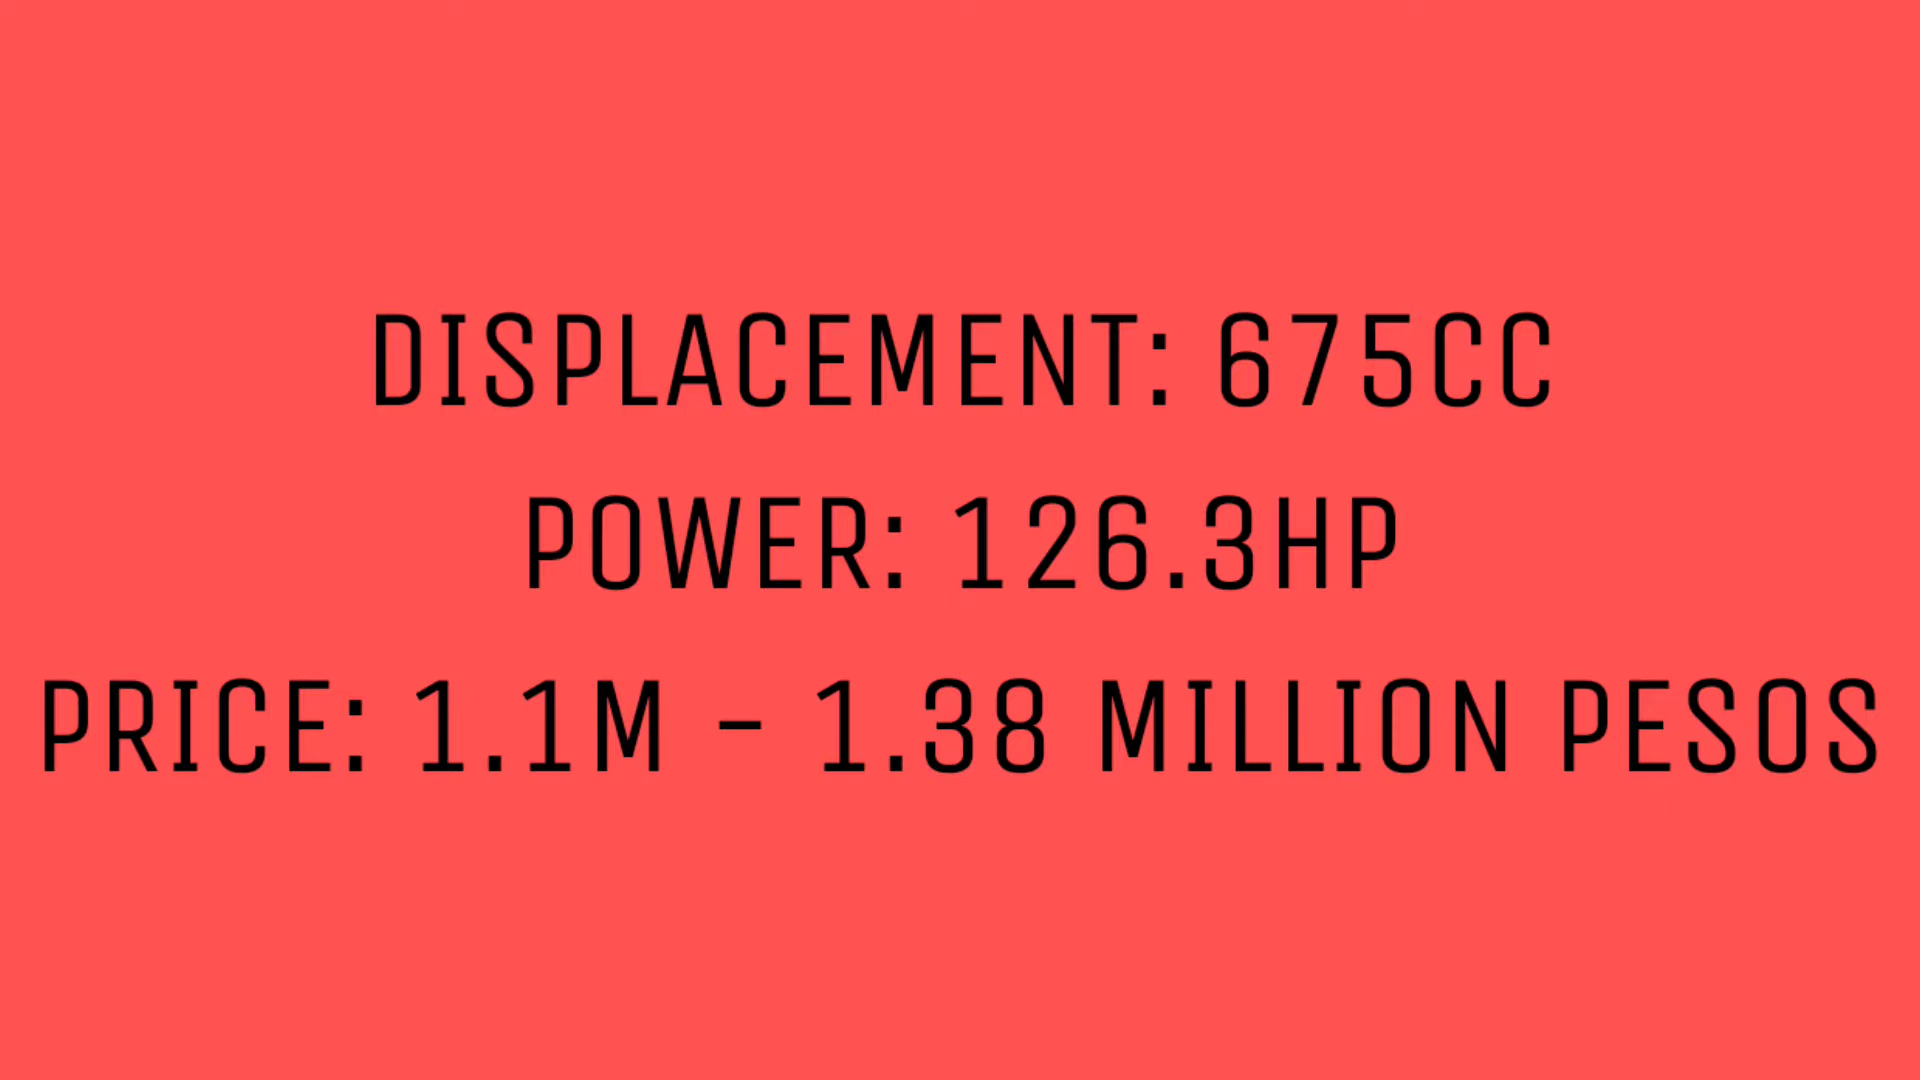 DISPLACEMENT: 675CC
POWER: 126.3HP
PRICE: 1.1M - 1.38 MILLION PESOS